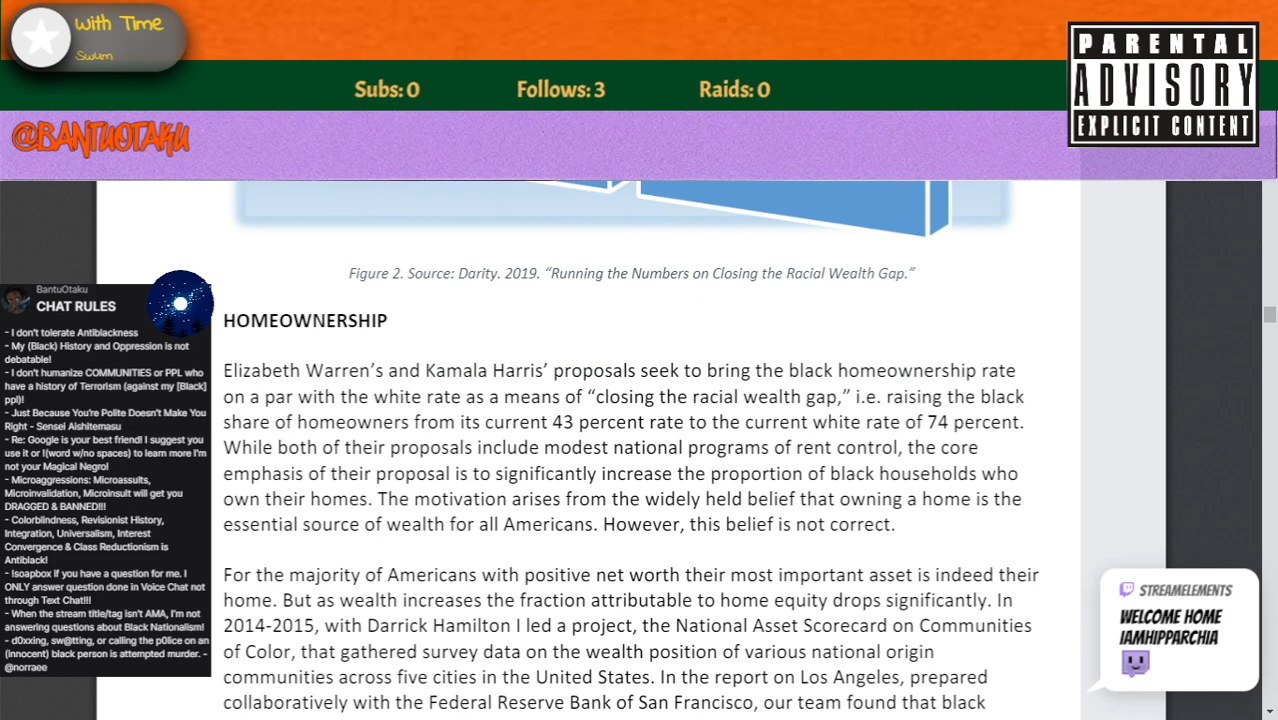 With Time
Swum
Subs: 0
Follows: 3
Raids: 0
PARENTAL
ADVISORY
EXPLICIT CONTENT
@BANTUOTAKU
Figure 2. Source: Darity. 2019. “Running the Numbers on Closing the Racial Wealth Gap.”
HOMEOWNERSHIP
Elizabeth Warren’s and Kamala Harris’ proposals seek to bring the black homeownership rate
on a par with the white rate as a means of “closing the racial wealth gap,” i.e. raising the black
share of homeowners from its current 43 percent rate to the current white rate of 74 percent.
While both of their proposals include modest national programs of rent control, the core
emphasis of their proposal is to significantly increase the proportion of black households who
own their homes. The motivation arises from the widely held belief that owning a home is the
essential source of wealth for all Americans. However, this belief is not correct.
For the majority of Americans with positive net worth their most important asset is indeed their
home. But as wealth increases the fraction attributable to home equity drops significantly. In
2014-2015, with Darrick Hamilton I led a project, the National Asset Scorecard on Communities
of Color, that gathered survey data on the wealth position of various national origin
communities across five cities in the United States. In the report on Los Angeles, prepared
collaboratively with the Federal Reserve Bank of San Francisco, our team found that black
BantuOtaku
CHAT RULES
- I don't tolerate Antiblackness
- My (Black) History and Oppression is not
debatable!
- I don't humanize COMMUNITIES or PPL who
have a history of Terrorism (against my [Black]
ppl)!
- Just Because You're Polite Doesn't Make You
Right - Sensei Aishitemasu
- Re: Google is your best friend! I suggest you
use it or !(word w/no spaces) to learn more I'm
not your Magical Negro!
- Microaggressions: Microassults,
Microinvalidation, Microinsult will get you
DRAGGED & BANNED!!!
- Colorblindness, Revisionist History,
Integration, Universalism, Interest
Convergence & Class Reductionism is
Antiblack!
- !soapbox if you have a question for me. I
ONLY answer question done in Voice Chat not
through Text Chat!!!
- When the stream title/tag isn't AMA, I'm not
answering questions about Black Nationalism!
- d0xxing, sw@tting, or calling the p0lice on an
(innocent) black person is attempted murder. -
@norraee
STREAMELEMENTS
WELCOME HOME
IAMHIPPARCHIA